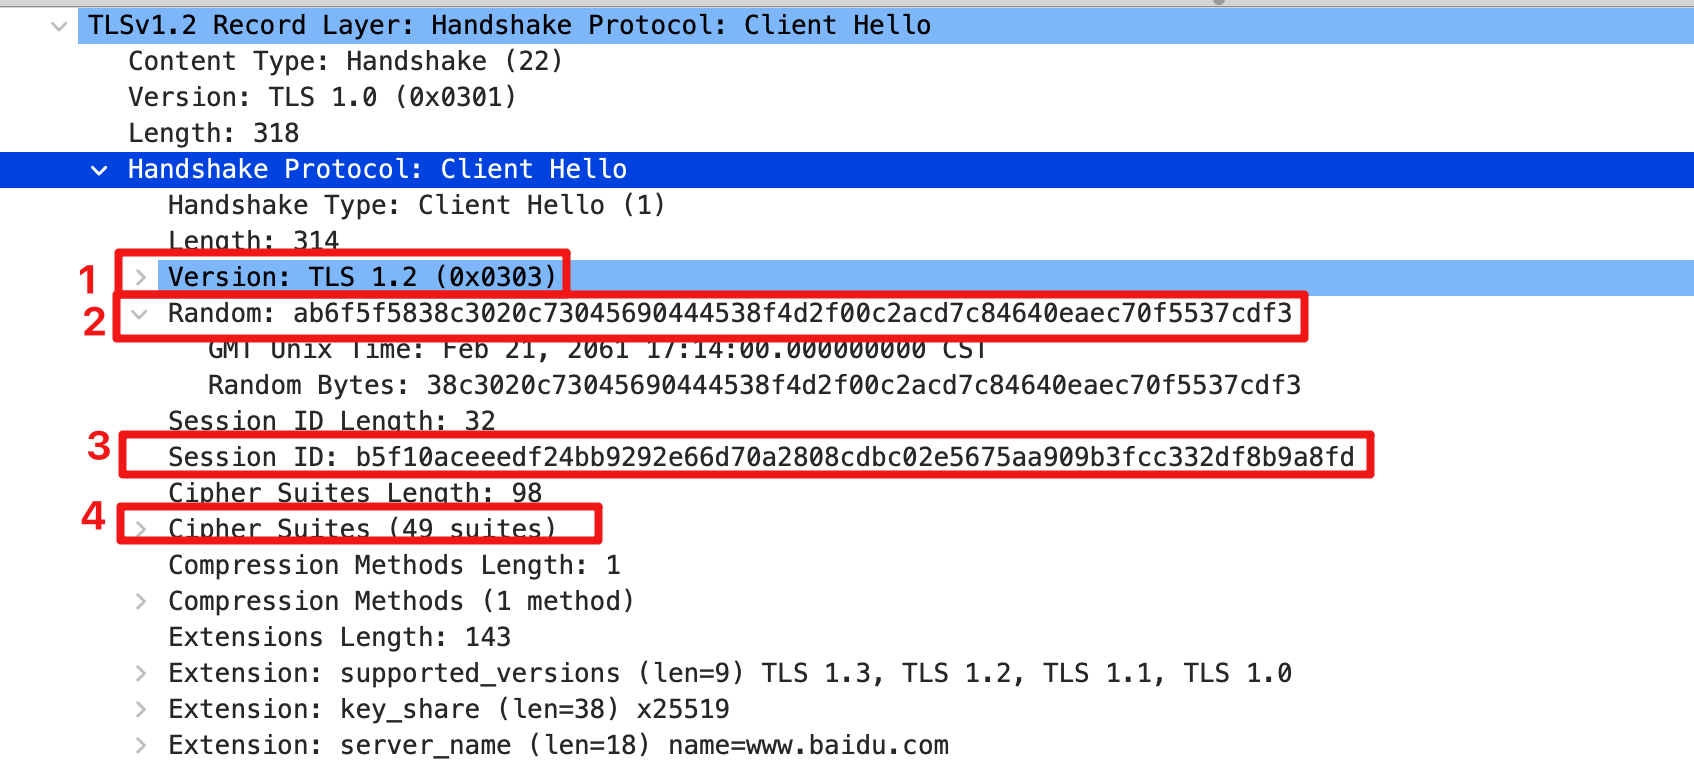 TLSv1.2 Record Layer: Handshake Protocol: Client Hello
Content Type: Handshake (22)
Version: TLS 1.0 (0x0301)
Length: 318
Handshake Protocol: Client Hello
Handshake Type: Client Hello (1)
Length: 314
1 Version: TLS 1.2 (0x0303)
2 Random: ab6f5f5838c3020c73045690444538f4d2f00c2acd7c84640eaec70f5537cdf3
GMT Unix Time: Feb 21, 2061 17:14:00.000000000 CST
Random Bytes: 38c3020c73045690444538f4d2f00c2acd7c84640eaec70f5537cdf3
Session ID Length: 32
3 Session ID: b5f10aceeedf24bb9292e66d70a2808cdbc02e5675aa909b3fcc332df8b9a8fd
Cipher Suites Length: 98
4 Cipher Suites (49 suites)
Compression Methods Length: 1
Compression Methods (1 method)
Extensions Length: 143
Extension: supported_versions (len=9) TLS 1.3, TLS 1.2, TLS 1.1, TLS 1.0
Extension: key_share (len=38) x25519
Extension: server_name (len=18) name=www.baidu.com